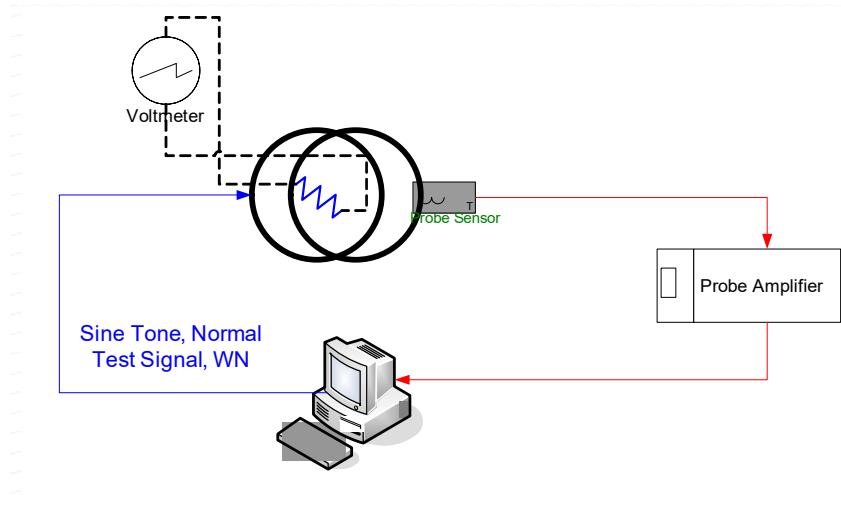 Voltmeter
T
Probe Sensor
Probe Amplifier
Sine Tone, Normal
Test Signal, WN